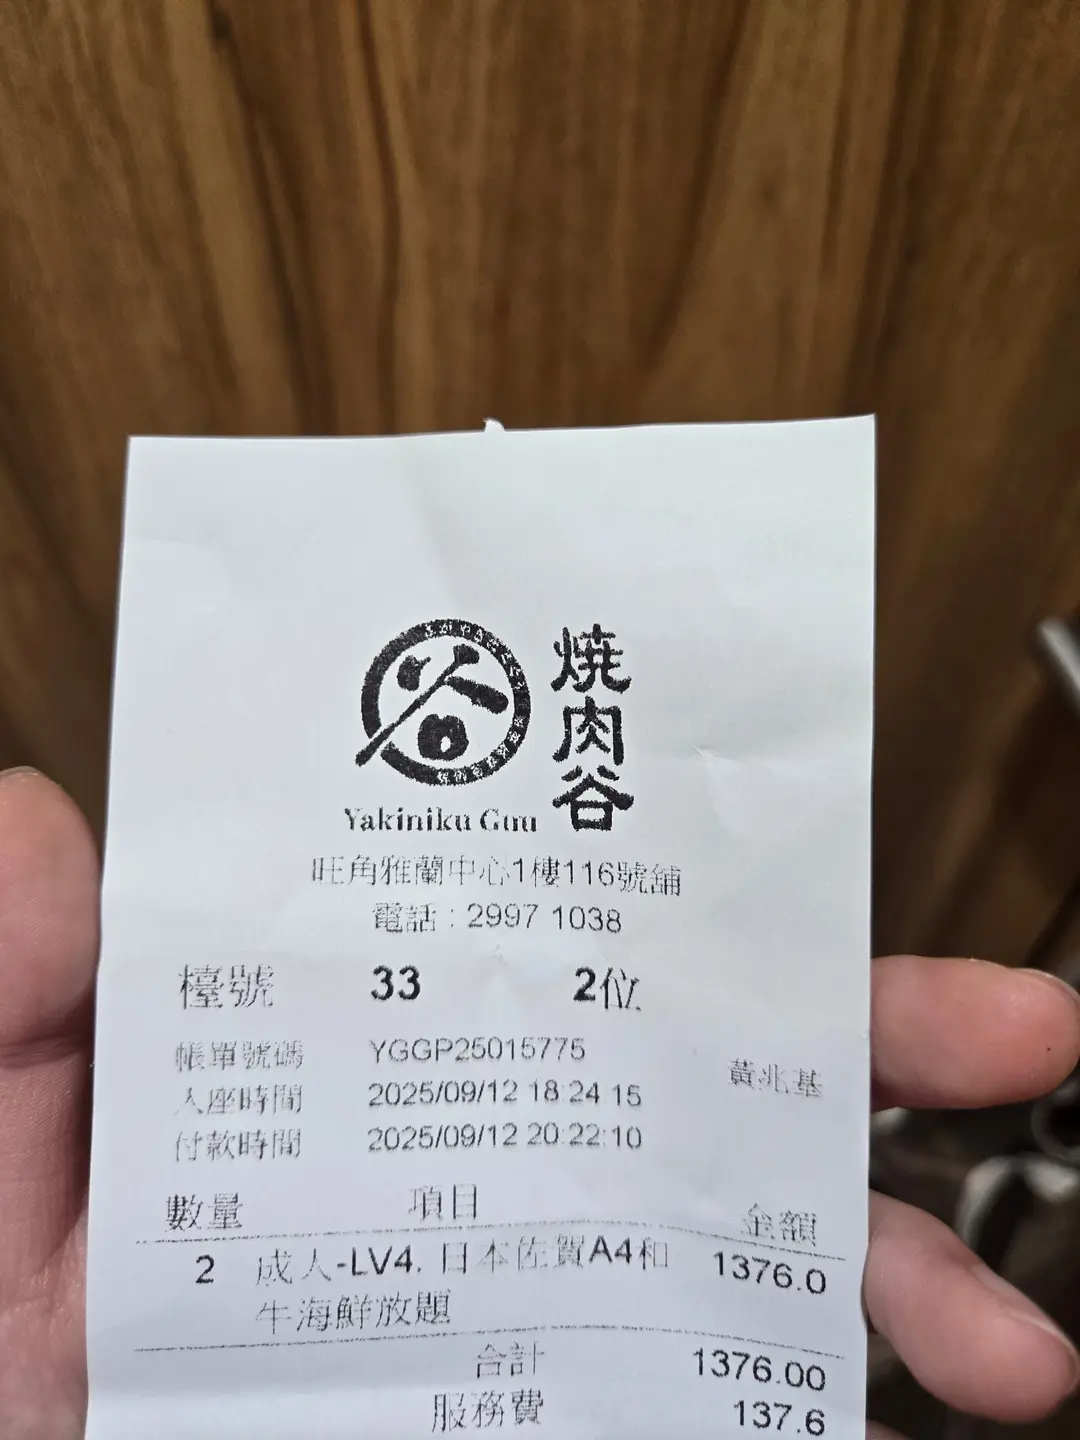 谷
焼肉谷
Yakiniku Guu
旺角雅蘭中心1樓116號舖
電話：2997 1038
檯號 33 2位
帳單號碼 YGGP25015775 黃兆基
入座時間 2025/09/12 18:24:15
付款時間 2025/09/12 20:22:10
數量 項目 金額
2 成人-LV4. 日本佐賀A4和 1376.0
牛海鮮放題
合計 1376.00
服務費 137.6